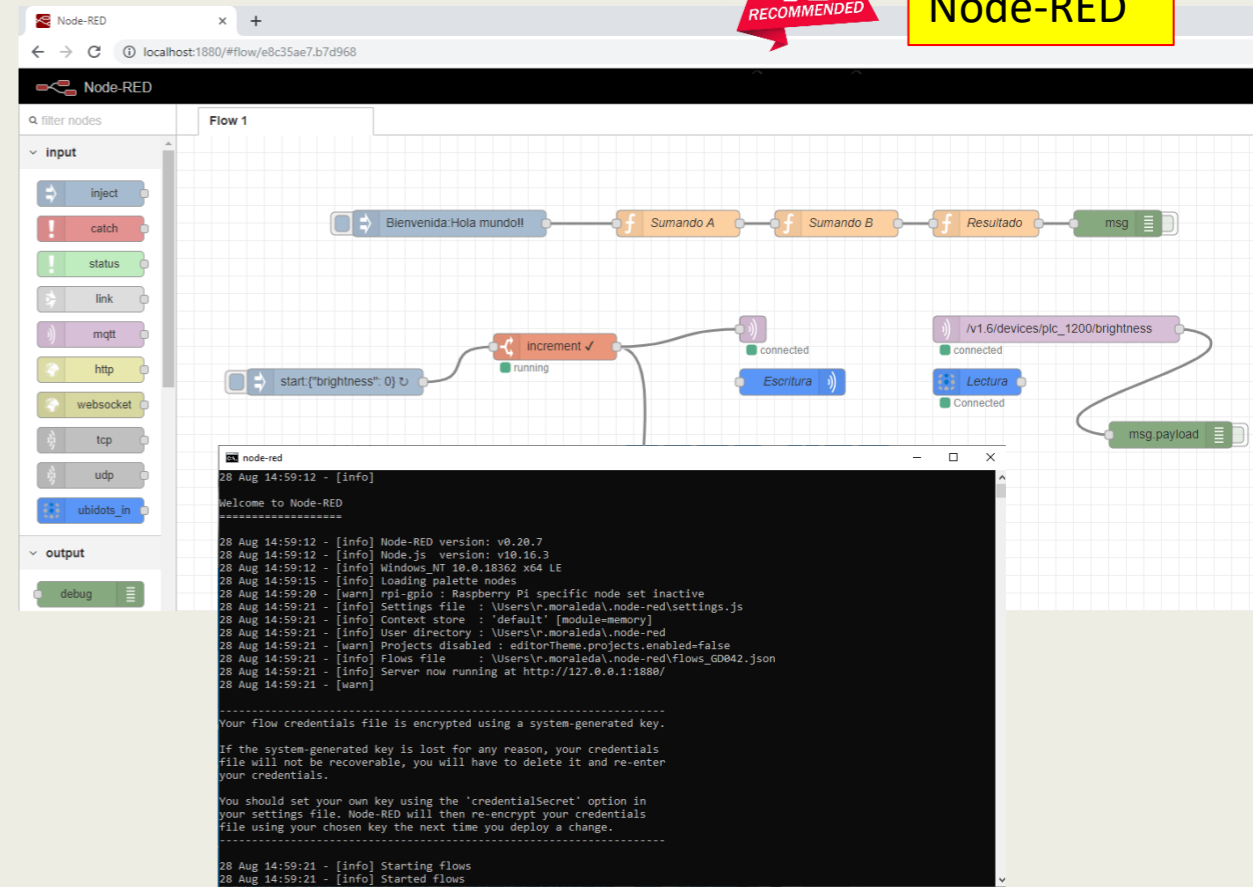 RECOMMENDED
Node-RED
Node-RED
localhost:1880/#flow/e8c35ae7.b7d968
Node-RED
filter nodes
Flow 1
input
inject
catch
status
link
mqtt
http
websocket
tcp
udp
ubidots_in
output
debug
Bienvenida:Hola mundo!!
Sumando A
Sumando B
Resultado
msg
increment ✓
running
start:{"brightness": 0} ↻
connected
Escritura
/v1.6/devices/plc_1200/brightness
connected
Lectura
Connected
msg.payload
node-red
28 Aug 14:59:12 - [info]
Welcome to Node-RED
===================
28 Aug 14:59:12 - [info] Node-RED version: v0.20.7
28 Aug 14:59:12 - [info] Node.js  version: v10.16.3
28 Aug 14:59:12 - [info] Windows_NT 10.0.18362 x64 LE
28 Aug 14:59:15 - [info] Loading palette nodes
28 Aug 14:59:20 - [warn] rpi-gpio : Raspberry Pi specific node set inactive
28 Aug 14:59:21 - [info] Settings file  : \Users\r.moraleda\.node-red\settings.js
28 Aug 14:59:21 - [info] Context store  : 'default' [module=memory]
28 Aug 14:59:21 - [info] User directory : \Users\r.moraleda\.node-red
28 Aug 14:59:21 - [warn] Projects disabled : editorTheme.projects.enabled=false
28 Aug 14:59:21 - [info] Flows file     : \Users\r.moraleda\.node-red\flows_GD042.json
28 Aug 14:59:21 - [info] Server now running at http://127.0.0.1:1880/
28 Aug 14:59:21 - [warn]
---------------------------------------------------------------------
Your flow credentials file is encrypted using a system-generated key.
If the system-generated key is lost for any reason, your credentials
file will not be recoverable, you will have to delete it and re-enter
your credentials.
You should set your own key using the 'credentialSecret' option in
your settings file. Node-RED will then re-encrypt your credentials
file using your chosen key the next time you deploy a change.
---------------------------------------------------------------------
28 Aug 14:59:21 - [info] Starting flows
28 Aug 14:59:21 - [info] Started flows